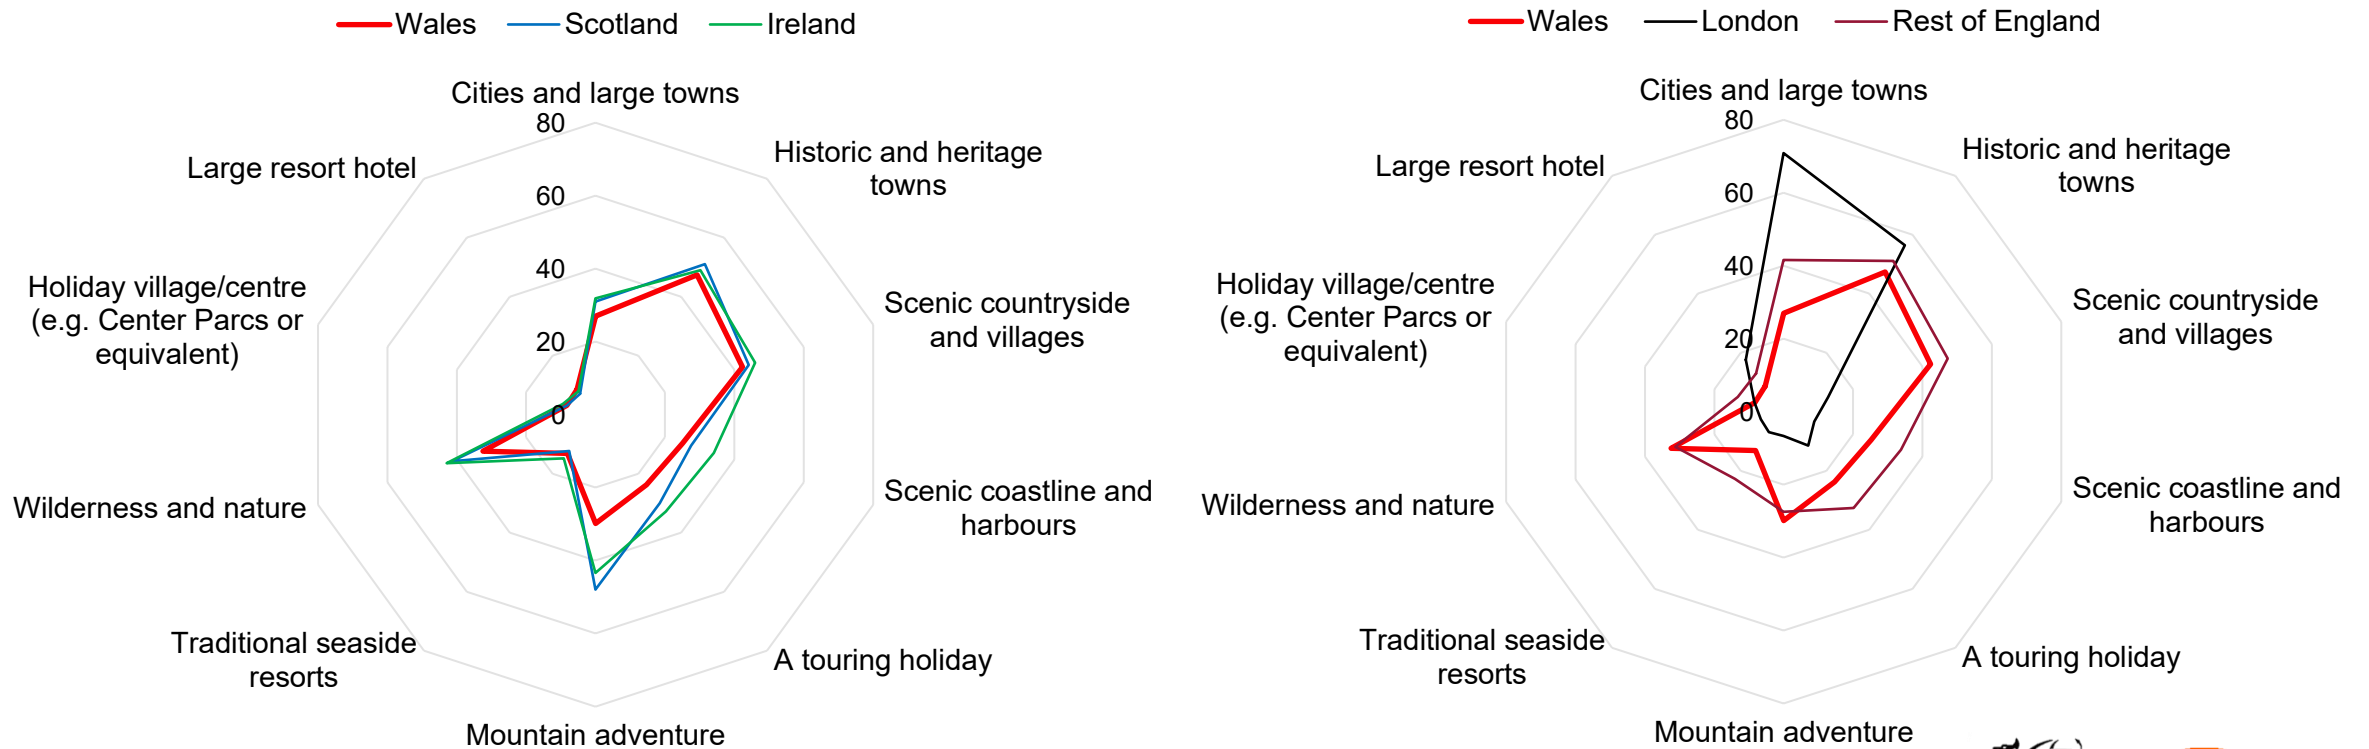 Wales Scotland Ireland
Cities and large towns
80
60
40
20
0
Historic and heritage
towns
Scenic countryside
and villages
Scenic coastline and
harbours
A touring holiday
Mountain adventure
Traditional seaside
resorts
Wilderness and nature
Holiday village/centre
(e.g. Center Parcs or
equivalent)
Large resort hotel
Wales London Rest of England
Cities and large towns
80
60
40
20
0
Historic and heritage
towns
Scenic countryside
and villages
Scenic coastline and
harbours
A touring holiday
Mountain adventure
Traditional seaside
resorts
Wilderness and nature
Holiday village/centre
(e.g. Center Parcs or
equivalent)
Large resort hotel